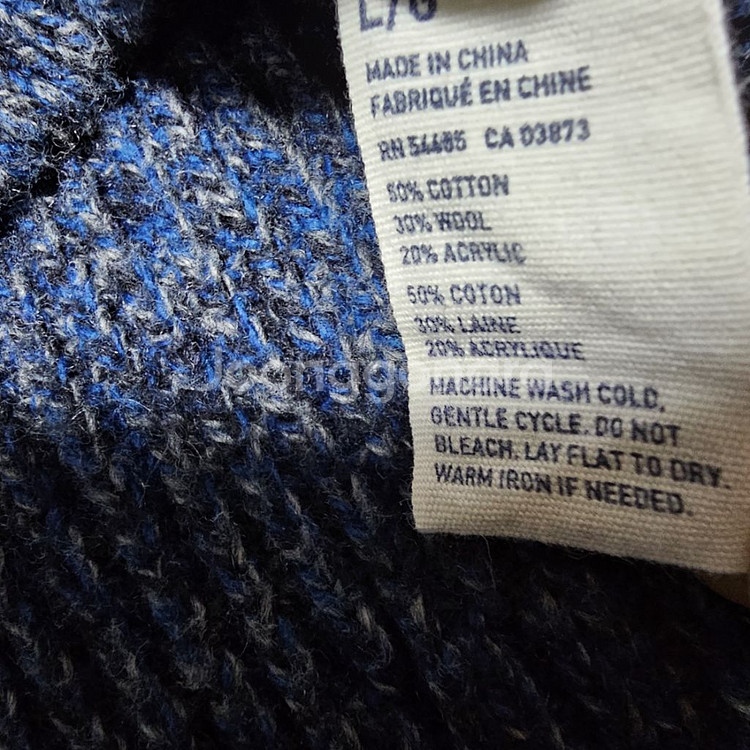 L/G
MADE IN CHINA
FABRIQUÉ EN CHINE
RN 54485 CA 03873
50% COTTON
30% WOOL
20% ACRYLIC
50% COTON
30% LAINE
20% ACRYLIQUE
MACHINE WASH COLD,
GENTLE CYCLE. DO NOT
BLEACH. LAY FLAT TO DRY.
WARM IRON IF NEEDED.